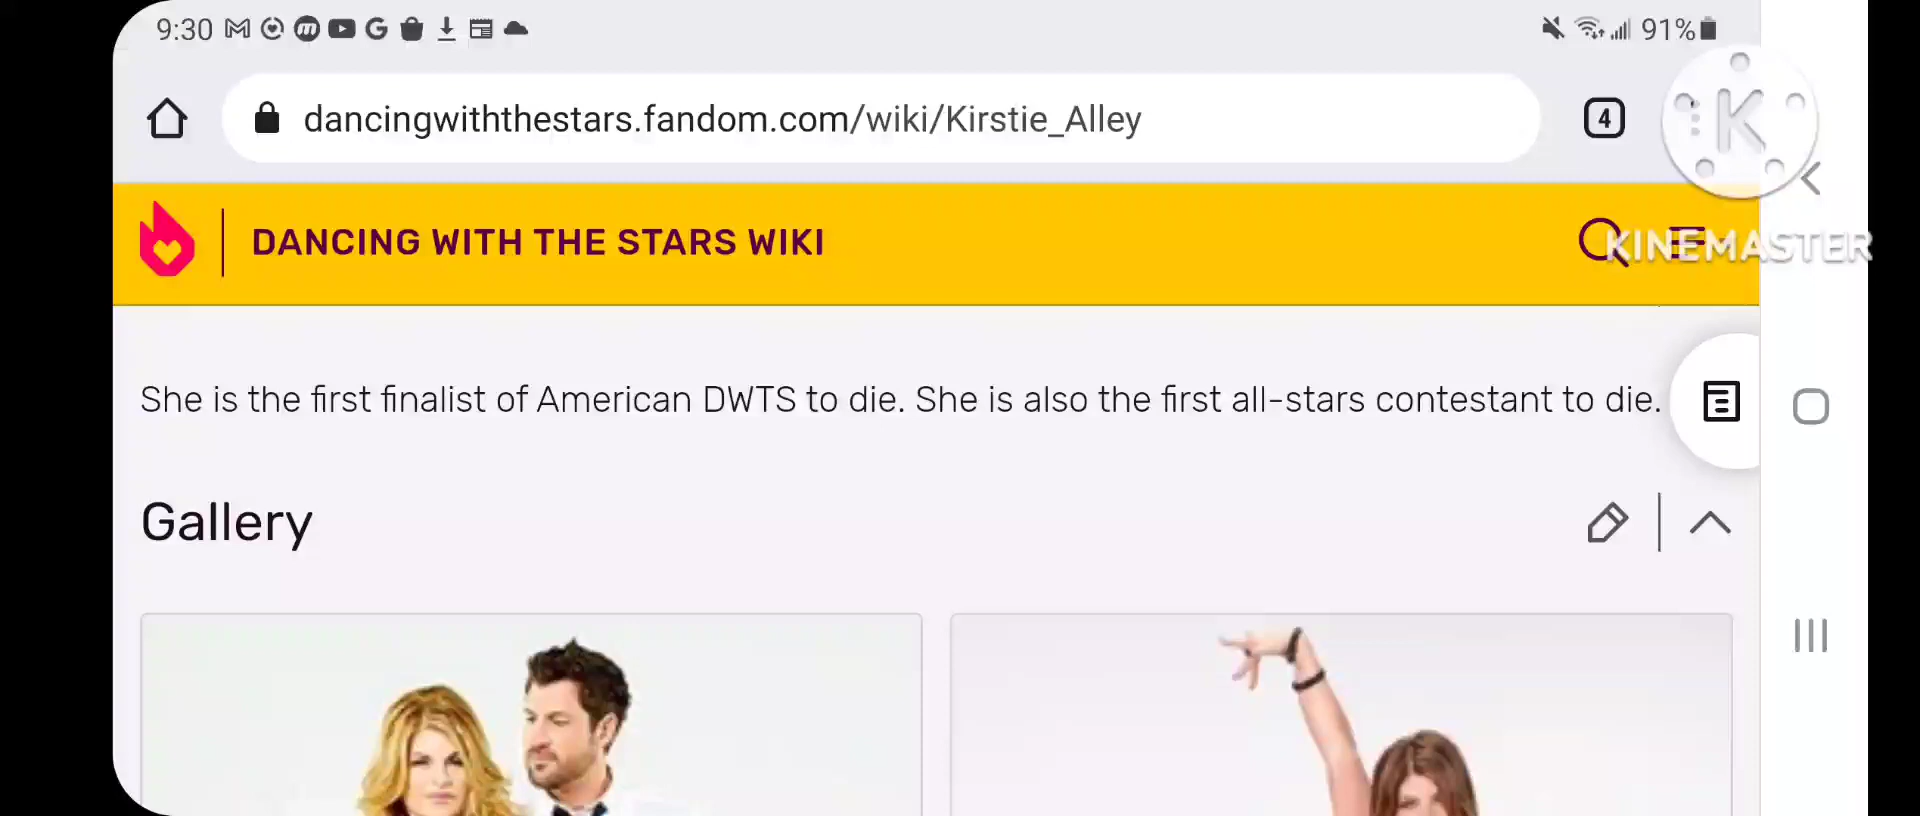 9:30
91%
dancingwiththestars.fandom.com/wiki/Kirstie_Alley
4
K
DANCING WITH THE STARS WIKI
KINEMASTER
She is the first finalist of American DWTS to die. She is also the first all-stars contestant to die.
Gallery